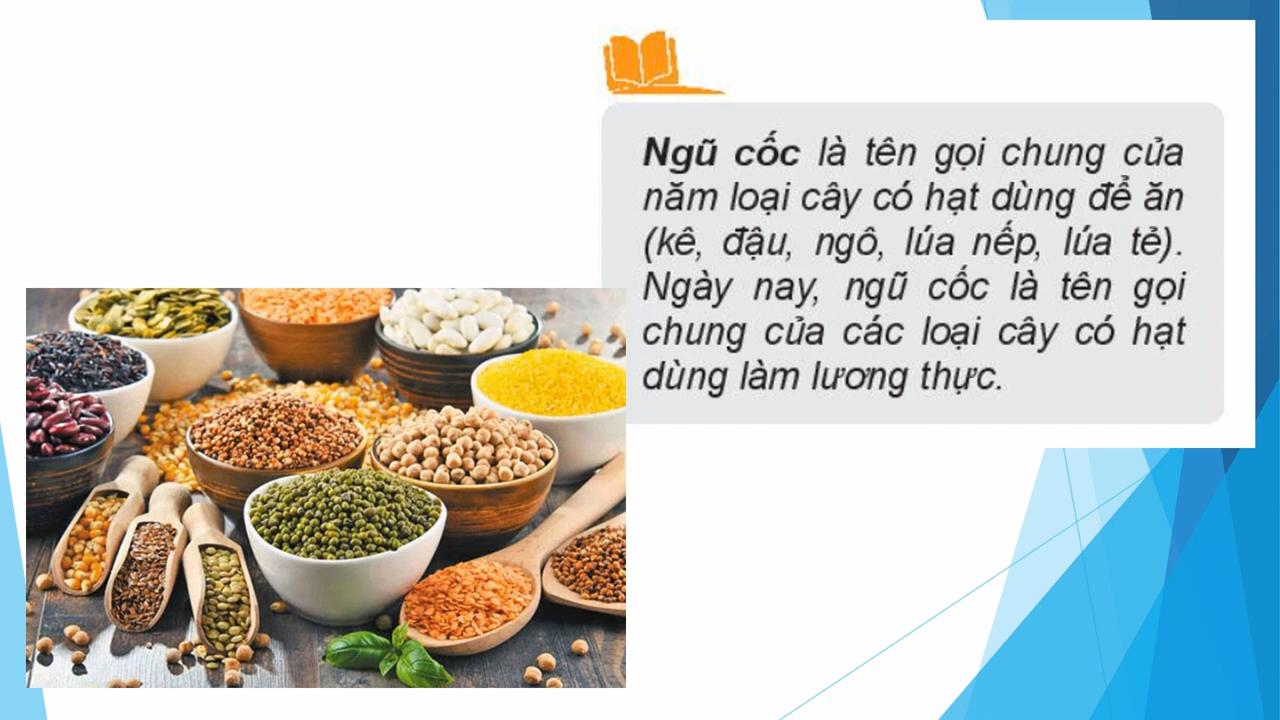 Ngũ cốc là tên gọi chung của
năm loại cây có hạt dùng để ăn
(kê, đậu, ngô, lúa nếp, lúa tẻ).
Ngày nay, ngũ cốc là tên gọi
chung của các loại cây có hạt
dùng làm lương thực.